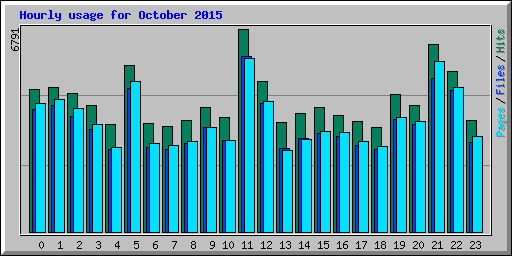 Hourly usage for October 2015
6791
Pages/Files/Hits
0 1 2 3 4 5 6 7 8 9 10 11 12 13 14 15 16 17 18 19 20 21 22 23